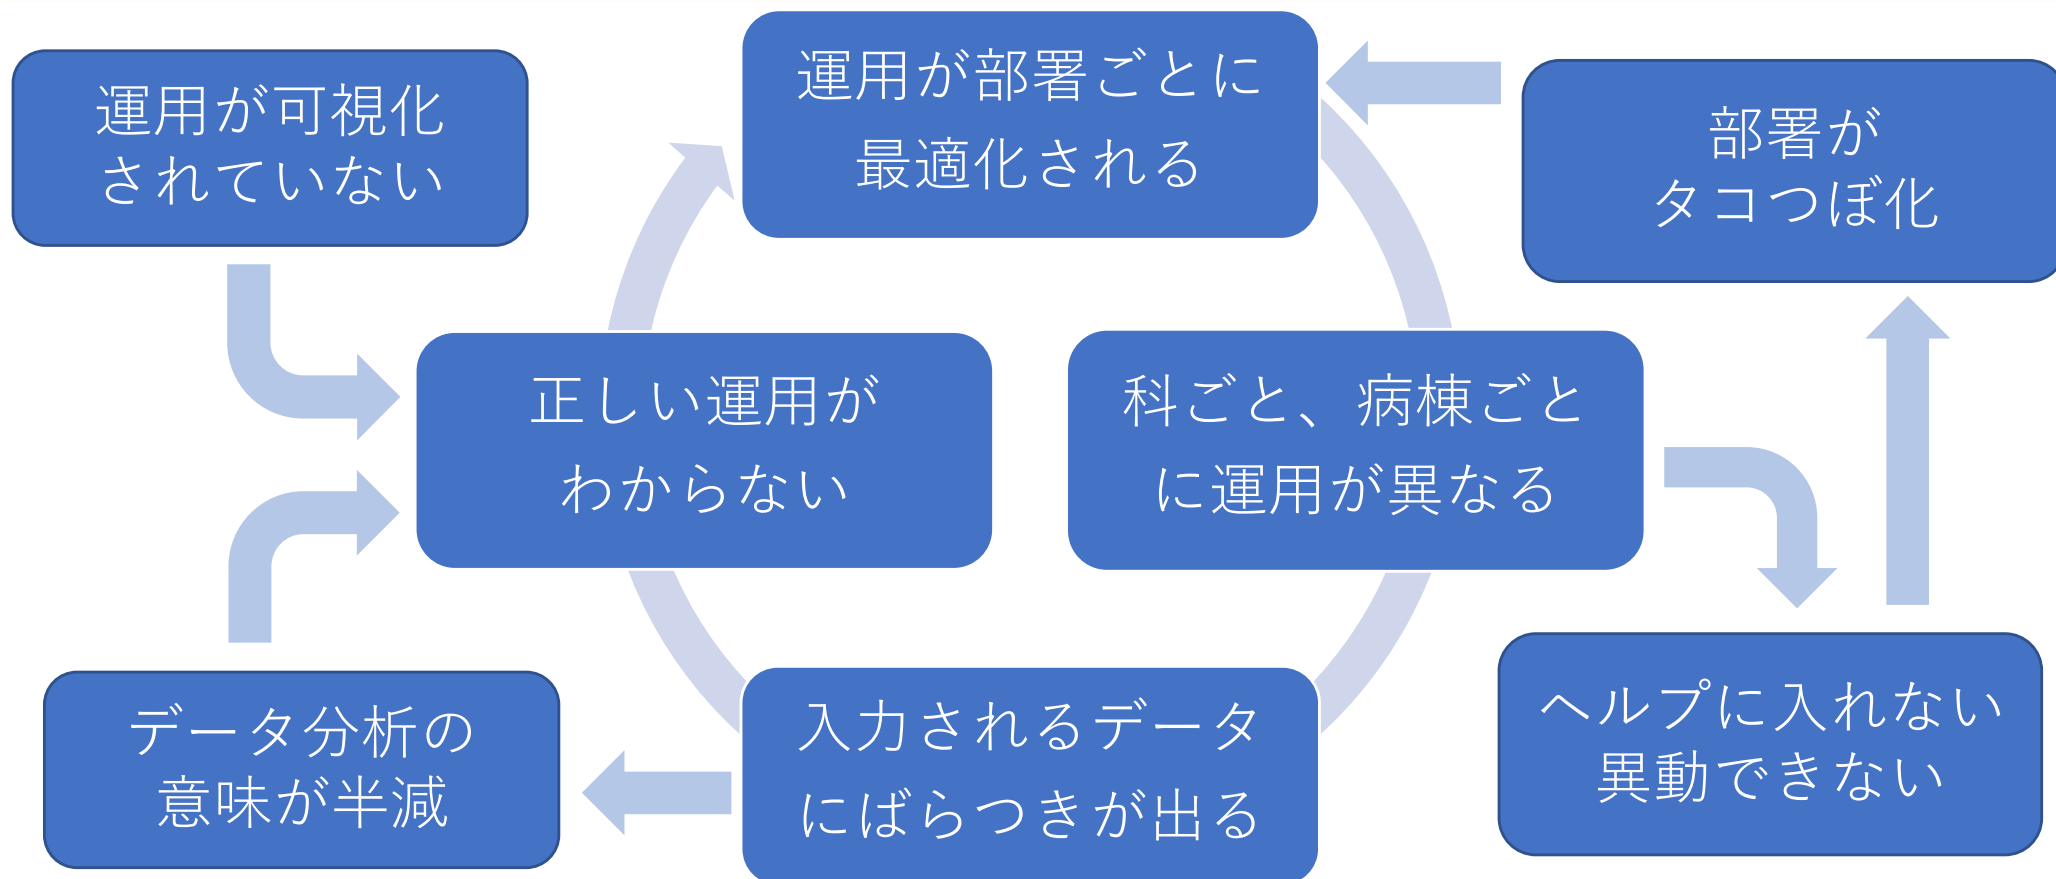 運用が可視化
されていない
運用が部署ごとに
最適化される
部署が
タコつぼ化
正しい運用が
わからない
科ごと、病棟ごと
に運用が異なる
データ分析の
意味が半減
入力されるデータ
にばらつきが出る
ヘルプに入れない
異動できない